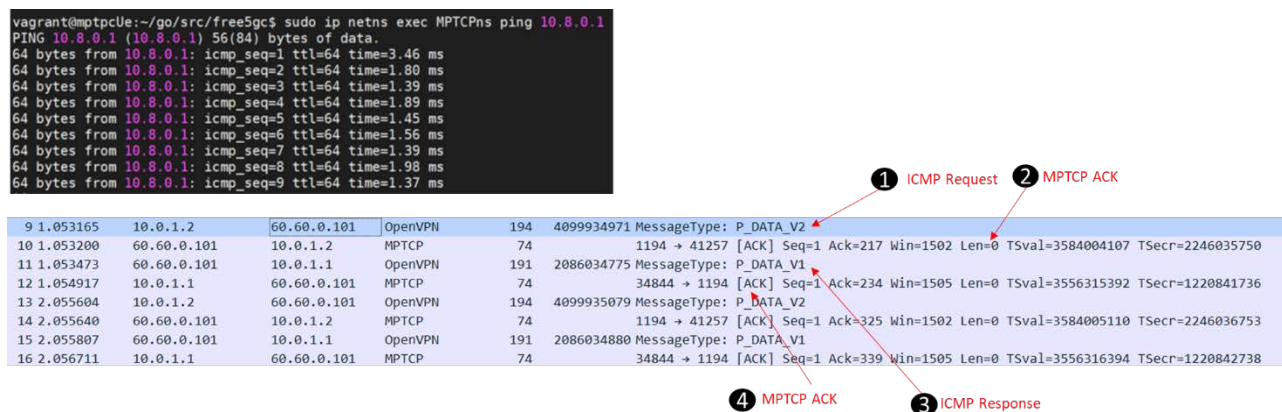 vagrant@mptpcUe:~/go/src/free5gc$ sudo ip netns exec MPTCPns ping 10.8.0.1
PING 10.8.0.1 (10.8.0.1) 56(84) bytes of data.
64 bytes from 10.8.0.1: icmp_seq=1 ttl=64 time=3.46 ms
64 bytes from 10.8.0.1: icmp_seq=2 ttl=64 time=1.80 ms
64 bytes from 10.8.0.1: icmp_seq=3 ttl=64 time=1.39 ms
64 bytes from 10.8.0.1: icmp_seq=4 ttl=64 time=1.89 ms
64 bytes from 10.8.0.1: icmp_seq=5 ttl=64 time=1.45 ms
64 bytes from 10.8.0.1: icmp_seq=6 ttl=64 time=1.56 ms
64 bytes from 10.8.0.1: icmp_seq=7 ttl=64 time=1.39 ms
64 bytes from 10.8.0.1: icmp_seq=8 ttl=64 time=1.98 ms
64 bytes from 10.8.0.1: icmp_seq=9 ttl=64 time=1.37 ms
1 ICMP Request 2 MPTCP ACK
9 1.053165 10.0.1.2 60.60.0.101 OpenVPN 194 4099934971 MessageType: P_DATA_V2
10 1.053200 60.60.0.101 10.0.1.2 MPTCP 74 1194 → 41257 [ACK] Seq=1 Ack=217 Win=1502 Len=0 TSval=3584004107 TSecr=2246035750
11 1.053473 60.60.0.101 10.0.1.1 OpenVPN 191 2086034775 MessageType: P_DATA_V1
12 1.054917 10.0.1.1 60.60.0.101 MPTCP 74 34844 → 1194 [ACK] Seq=1 Ack=234 Win=1505 Len=0 TSval=3556315392 TSecr=1220841736
13 2.055604 10.0.1.2 60.60.0.101 OpenVPN 194 4099935079 MessageType: P_DATA_V2
14 2.055640 60.60.0.101 10.0.1.2 MPTCP 74 1194 → 41257 [ACK] Seq=1 Ack=325 Win=1502 Len=0 TSval=3584005110 TSecr=2246036753
15 2.055807 60.60.0.101 10.0.1.1 OpenVPN 191 2086034880 MessageType: P_DATA_V1
16 2.056711 10.0.1.1 60.60.0.101 MPTCP 74 34844 → 1194 [ACK] Seq=1 Ack=339 Win=1505 Len=0 TSval=3556316394 TSecr=1220842738
4 MPTCP ACK 3 ICMP Response